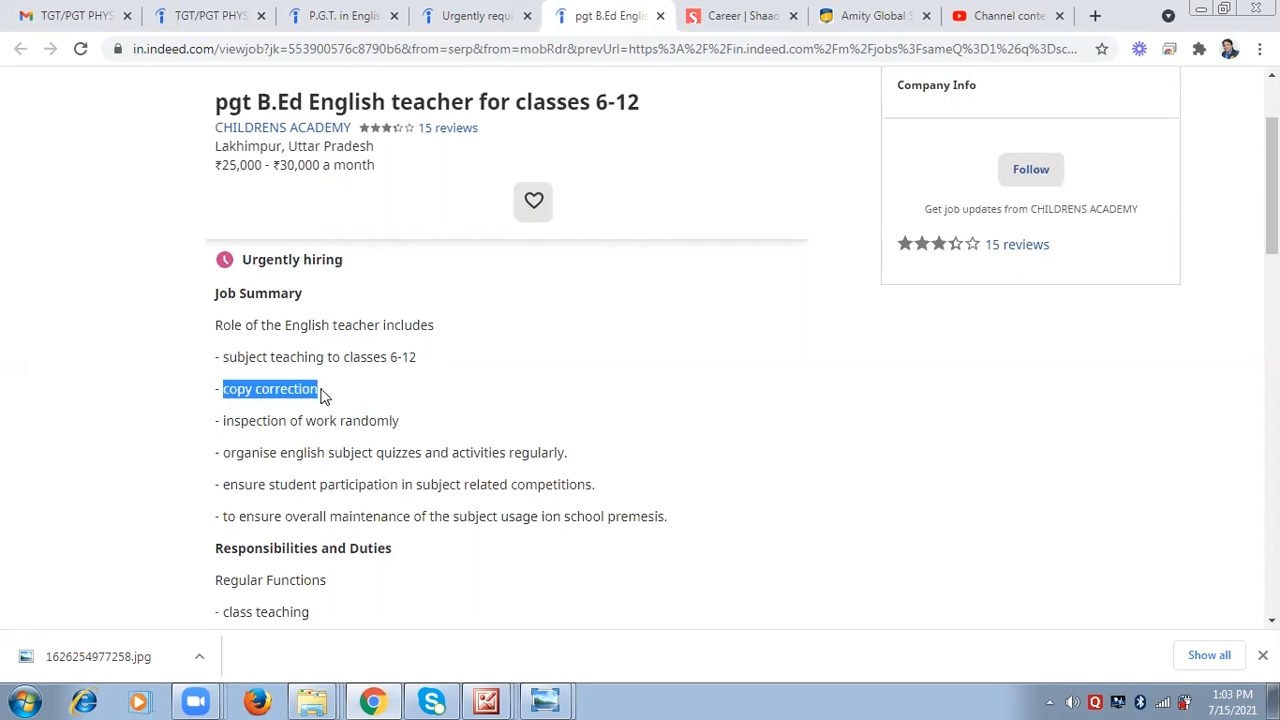 TGT/PGT PHYS
TGT/PGT PHYS
P.G.T. in Englis
Urgently requi
pgt B.Ed Englis
Career | Shaao
Amity Global S
Channel conte
in.indeed.com/viewjob?jk=553900576c8790b6&from=serp&from=mobRdr&prevUrl=https%3A%2F%2Fin.indeed.com%2Fm%2Fjobs%3FsameQ%3D1%26q%3Dsc...
pgt B.Ed English teacher for classes 6-12
CHILDRENS ACADEMY 15 reviews
Lakhimpur, Uttar Pradesh
₹25,000 - ₹30,000 a month
Urgently hiring
Job Summary
Role of the English teacher includes
- subject teaching to classes 6-12
- copy correction
- inspection of work randomly
- organise english subject quizzes and activities regularly.
- ensure student participation in subject related competitions.
- to ensure overall maintenance of the subject usage ion school premesis.
Responsibilities and Duties
Regular Functions
- class teaching
Company Info
Follow
Get job updates from CHILDRENS ACADEMY
15 reviews
1626254977258.jpg
Show all
1:03 PM
7/15/2021